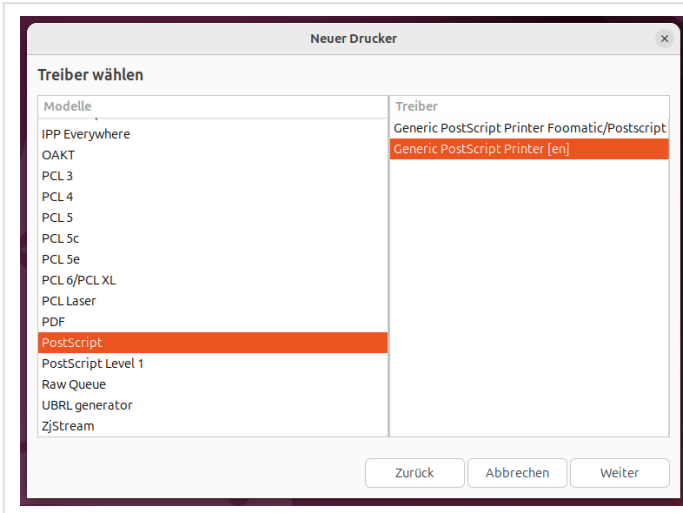 Neuer Drucker
Treiber wählen
Modelle
IPP Everywhere
OAKT
PCL 3
PCL 4
PCL 5
PCL 5c
PCL 5e
PCL 6/PCL XL
PCL Laser
PDF
PostScript
PostScript Level 1
Raw Queue
UBRL generator
ZjStream
Treiber
Generic PostScript Printer Foomatic/Postscript
Generic PostScript Printer [en]
Zurück
Abbrechen
Weiter